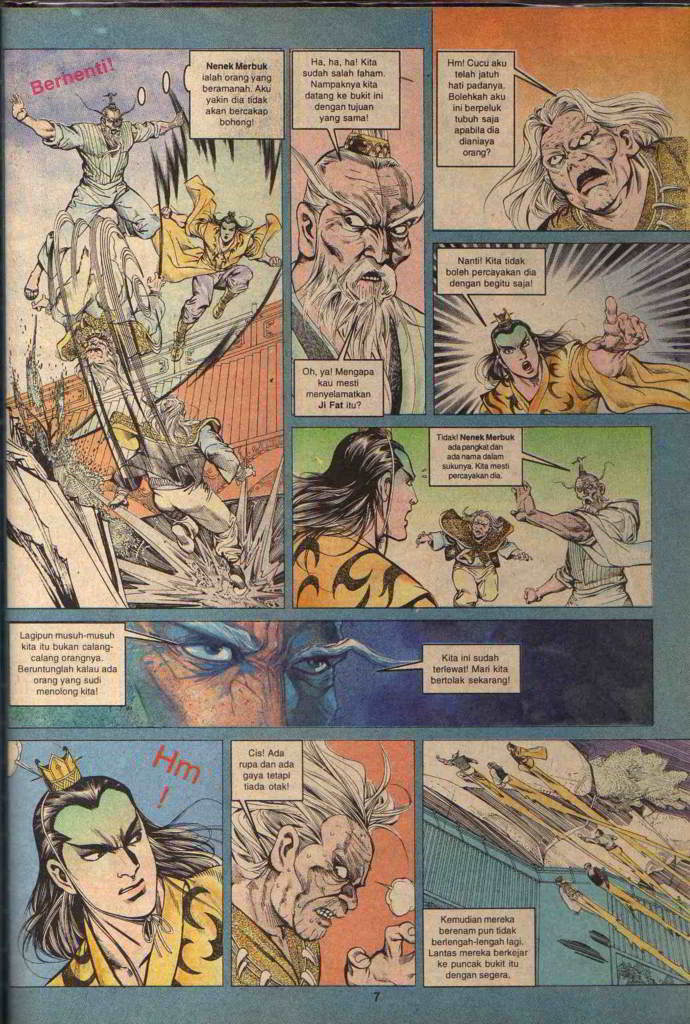 Berhenti!
Nenek Merbuk
ialah orang yang
beramanah. Aku
yakin dia tidak
akan bercakap
bohong!
Ha, ha, ha! Kita
sudah salah faham.
Nampaknya kita
datang ke bukit ini
dengan tujuan
yang sama!
Oh, ya! Mengapa
kau mesti
menyelamatkan
Ji Fat itu?
Hm! Cucu aku
telah jatuh
hati padanya.
Bolehkah aku
ini berpeluk
tubuh saja
apabila dia
dianiaya
orang?
Nanti! Kita tidak
boleh percayakan dia
dengan begitu saja!
Tidak! Nenek Merbuk
ada pangkat dan
ada nama dalam
sukunya. Kita mesti
percayakan dia.
Lagipun musuh-musuh
kita itu bukan calang-
calang orangnya.
Beruntunglah kalau ada
orang yang sudi
menolong kita!
Kita ini sudah
terlewat! Mari kita
bertolak sekarang!
Hm
!
Cis! Ada
rupa dan ada
gaya tetapi
tiada otak!
Kemudian mereka
berenam pun tidak
berlengah-lengah lagi.
Lantas mereka berkejar
ke puncak bukit itu
dengan segera.
7